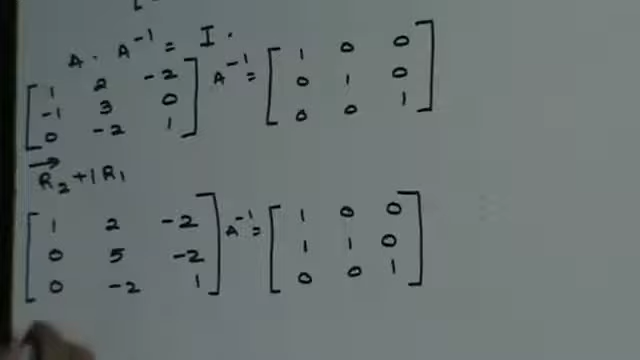 A · A⁻¹ = I.
[ 1 2 -2 ] A⁻¹ = [ 1 0 0 ]
[ -1 3 0 ] [ 0 1 0 ]
[ 0 -2 1 ] [ 0 0 1 ]
→
R₂ + 1R₁
[ 1 2 -2 ] A⁻¹ = [ 1 0 0 ]
[ 0 5 -2 ] [ 1 1 0 ]
[ 0 -2 1 ] [ 0 0 1 ]